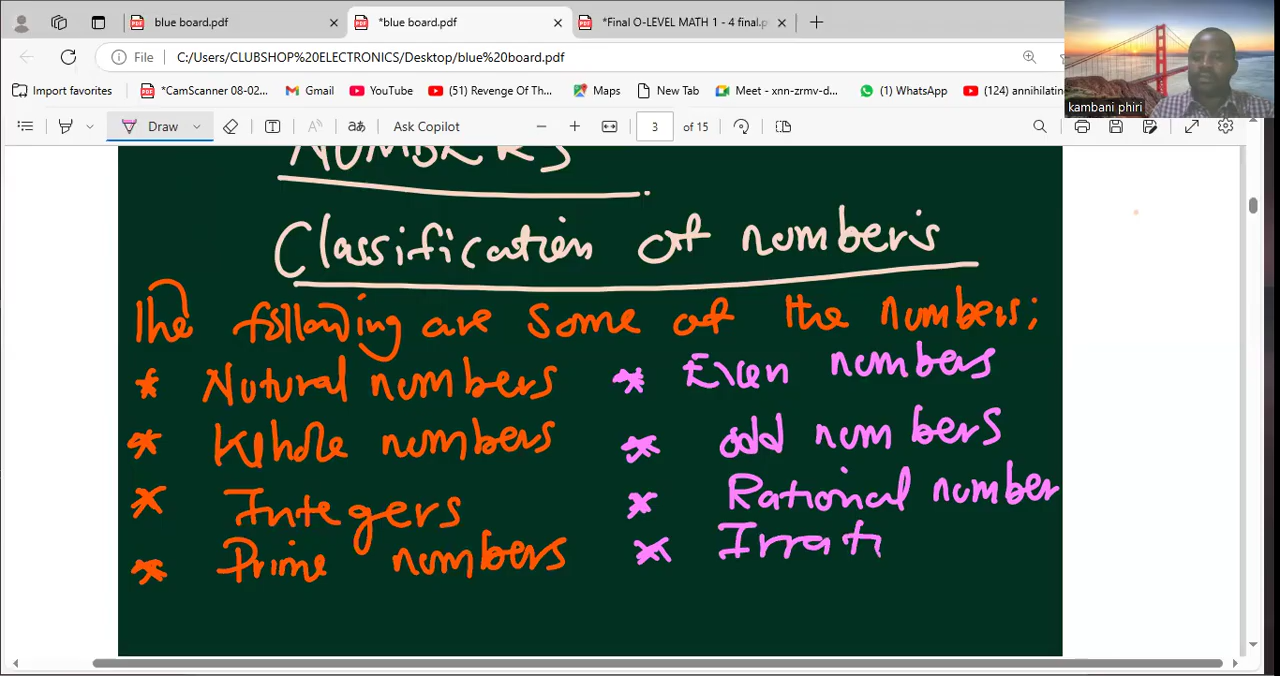 blue board.pdf
*blue board.pdf
*Final O-LEVEL MATH 1 - 4 final.p
File
C:/Users/CLUBSHOP%20ELECTRONICS/Desktop/blue%20board.pdf
kambani phiri
Import favorites
*CamScanner 08-02...
Gmail
YouTube
(51) Revenge Of Th...
Maps
New Tab
Meet - xnn-zrmv-d...
(1) WhatsApp
(124) annihilatin
Draw
Ask Copilot
3 of 15
NUMBERS
Classification of numbers
The following are some of the numbers;
* Natural numbers
* Whole numbers
* Integers
* Prime numbers
* Even numbers
* odd numbers
* Rational number
* Irrati